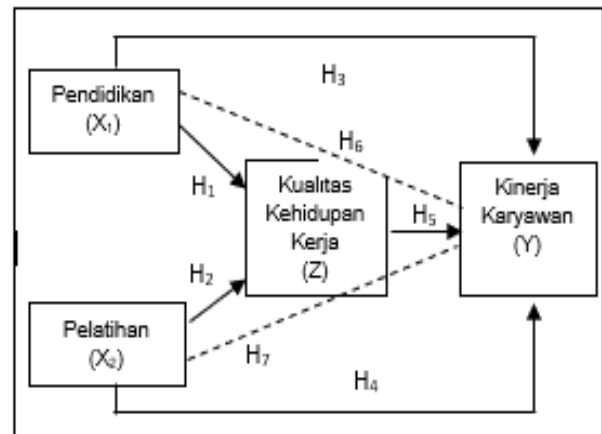 H₃
Pendidikan
(X₁)
H₆
H₁
Kualitas
Kehidupan
Kerja
(Z)
H₅
Kinerja
Karyawan
(Y)
H₂
Pelatihan
(X₂)
H₇
H₄